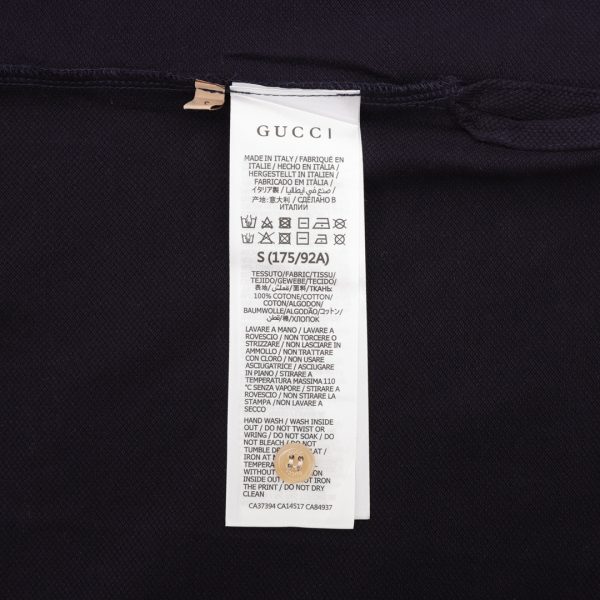 GUCCI
MADE IN ITALY / FABRIQUÉ EN
ITALIE / HECHO EN ITALIA /
HERGESTELLT IN ITALIEN /
FABRICADO EM ITÁLIA /
イタリア製 / صنع في ايطاليا /
产地: 意大利 / СДЕЛАНО В
ИТАЛИИ
S (175/92A)
TESSUTO/FABRIC/TISSU/
TEJIDO/GEWEBE/TECIDO/
表地/قماش/面料/ТКАНЬ:
100% COTONE/COTTON/
COTON/ALGODON/
BAUMWOLLE/ALGODÃO/コットン/
قطن/棉/ХЛОПОК
LAVARE A MANO / LAVARE A
ROVESCIO / NON TORCERE O
STRIZZARE / NON LASCIARE IN
AMMOLLO / NON TRATTARE
CON CLORO / NON USARE
ASCIUGATRICE / ASCIUGARE
IN PIANO / STIRARE A
TEMPERATURA MASSIMA 110
°C SENZA VAPORE / STIRARE A
ROVESCIO / NON STIRARE LA
STAMPA / NON LAVARE A
SECCO
HAND WASH / WASH INSIDE
OUT / DO NOT TWIST OR
WRING / DO NOT SOAK / DO
NOT BLEACH / DO NOT
TUMBLE LAT /
IRON AT
WITHOUT IRON
INSIDE OUT / DO NOT IRON
THE PRINT / DO NOT DRY
CLEAN
CA37394 CA14517 CA84937